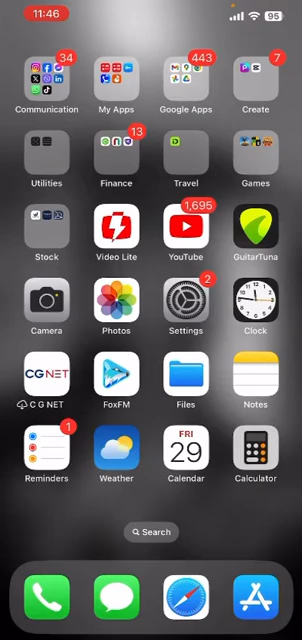 11:46
95
34
443
7
Communication
My Apps
Google Apps
Create
13
Utilities
Finance
Travel
Games
1,695
Stock
Video Lite
YouTube
GuitarTuna
2
Camera
Photos
Settings
Clock
CGNET
C G NET
FoxFM
Files
Notes
1
FRI
29
Reminders
Weather
Calendar
Calculator
Search